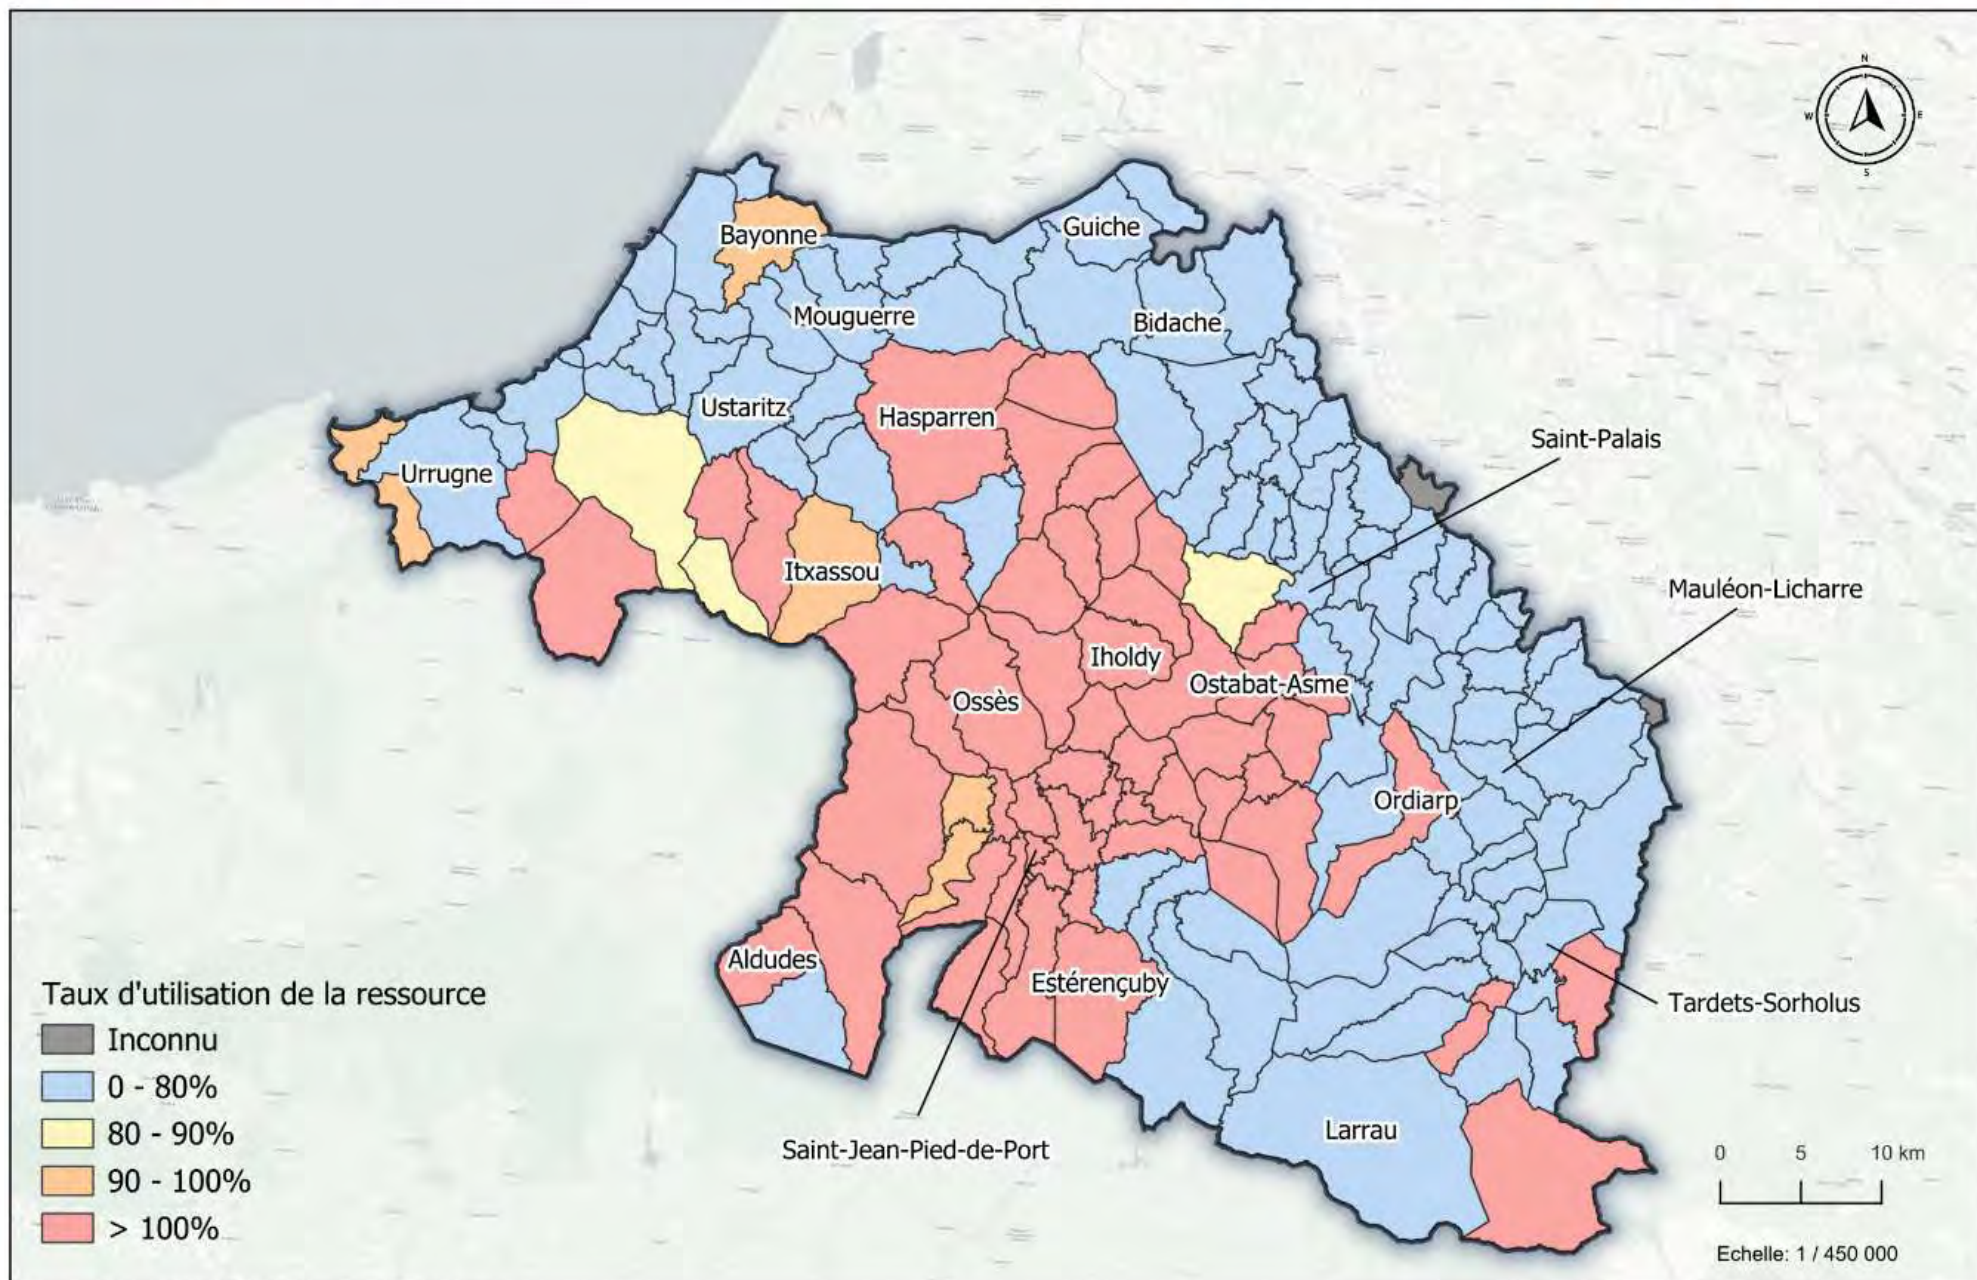 N
W
E
S
Guiche
Bayonne
Mouguerre
Bidache
Ustaritz
Hasparren
Saint-Palais
Urrugne
Itxassou
Mauléon-Licharre
Iholdy
Ostabat-Asme
Ossès
Ordiarp
Aldudes
Estérençuby
Tardets-Sorholus
Larrau
Saint-Jean-Pied-de-Port
Taux d'utilisation de la ressource
Inconnu
0 - 80%
80 - 90%
90 - 100%
> 100%
0 5 10 km
Echelle: 1 / 450 000